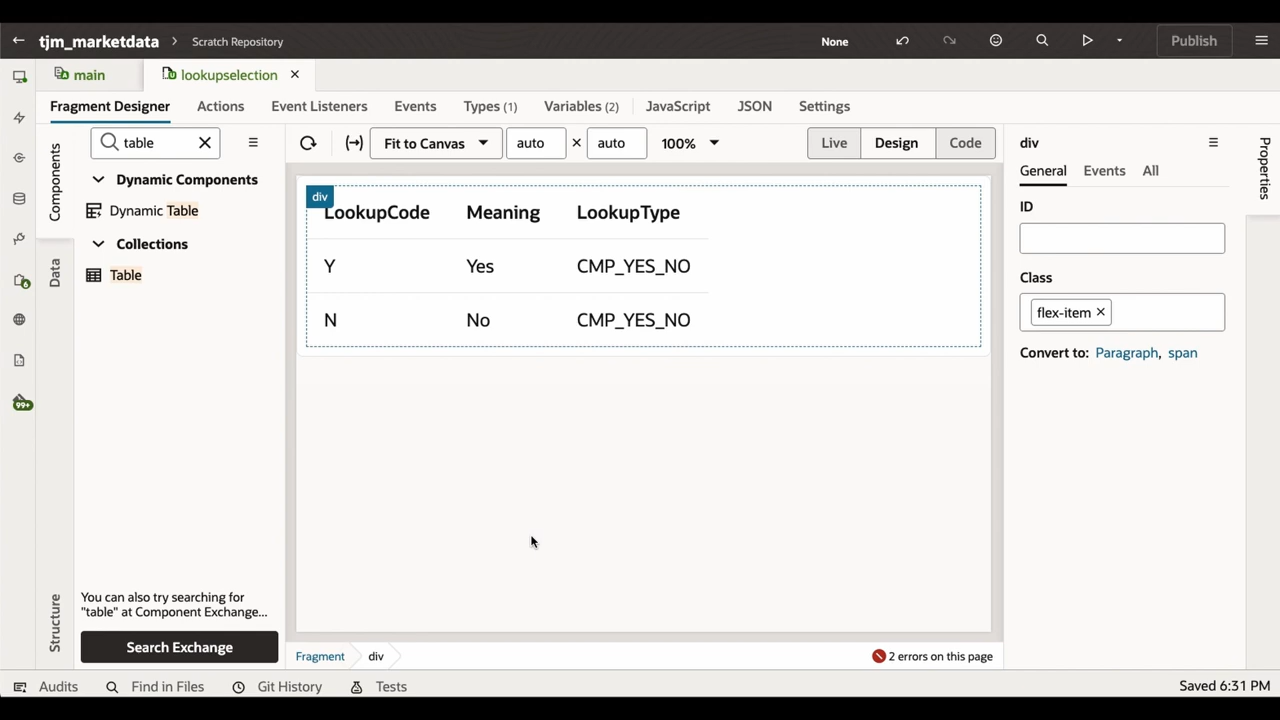 tjm_marketdata
Scratch Repository
None
Publish
main
lookupselection
Fragment Designer
Actions
Event Listeners
Events
Types (1)
Variables (2)
JavaScript
JSON
Settings
Components
Data
Structure
table
Fit to Canvas
auto
×
auto
100%
Live
Design
Code
Dynamic Components
Dynamic Table
Collections
Table
You can also try searching for
"table" at Component Exchange...
Search Exchange
div
LookupCode Meaning LookupType
Y Yes CMP_YES_NO
N No CMP_YES_NO
Fragment
div
2 errors on this page
div
General
Events
All
ID
Class
flex-item
Convert to: Paragraph, span
Properties
99+
Audits
Find in Files
Git History
Tests
Saved 6:31 PM